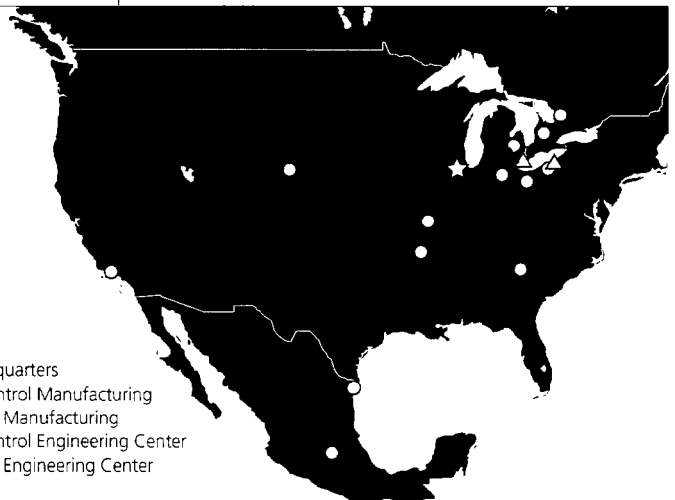 quarters
ntrol Manufacturing
Manufacturing
ntrol Engineering Center
Engineering Center